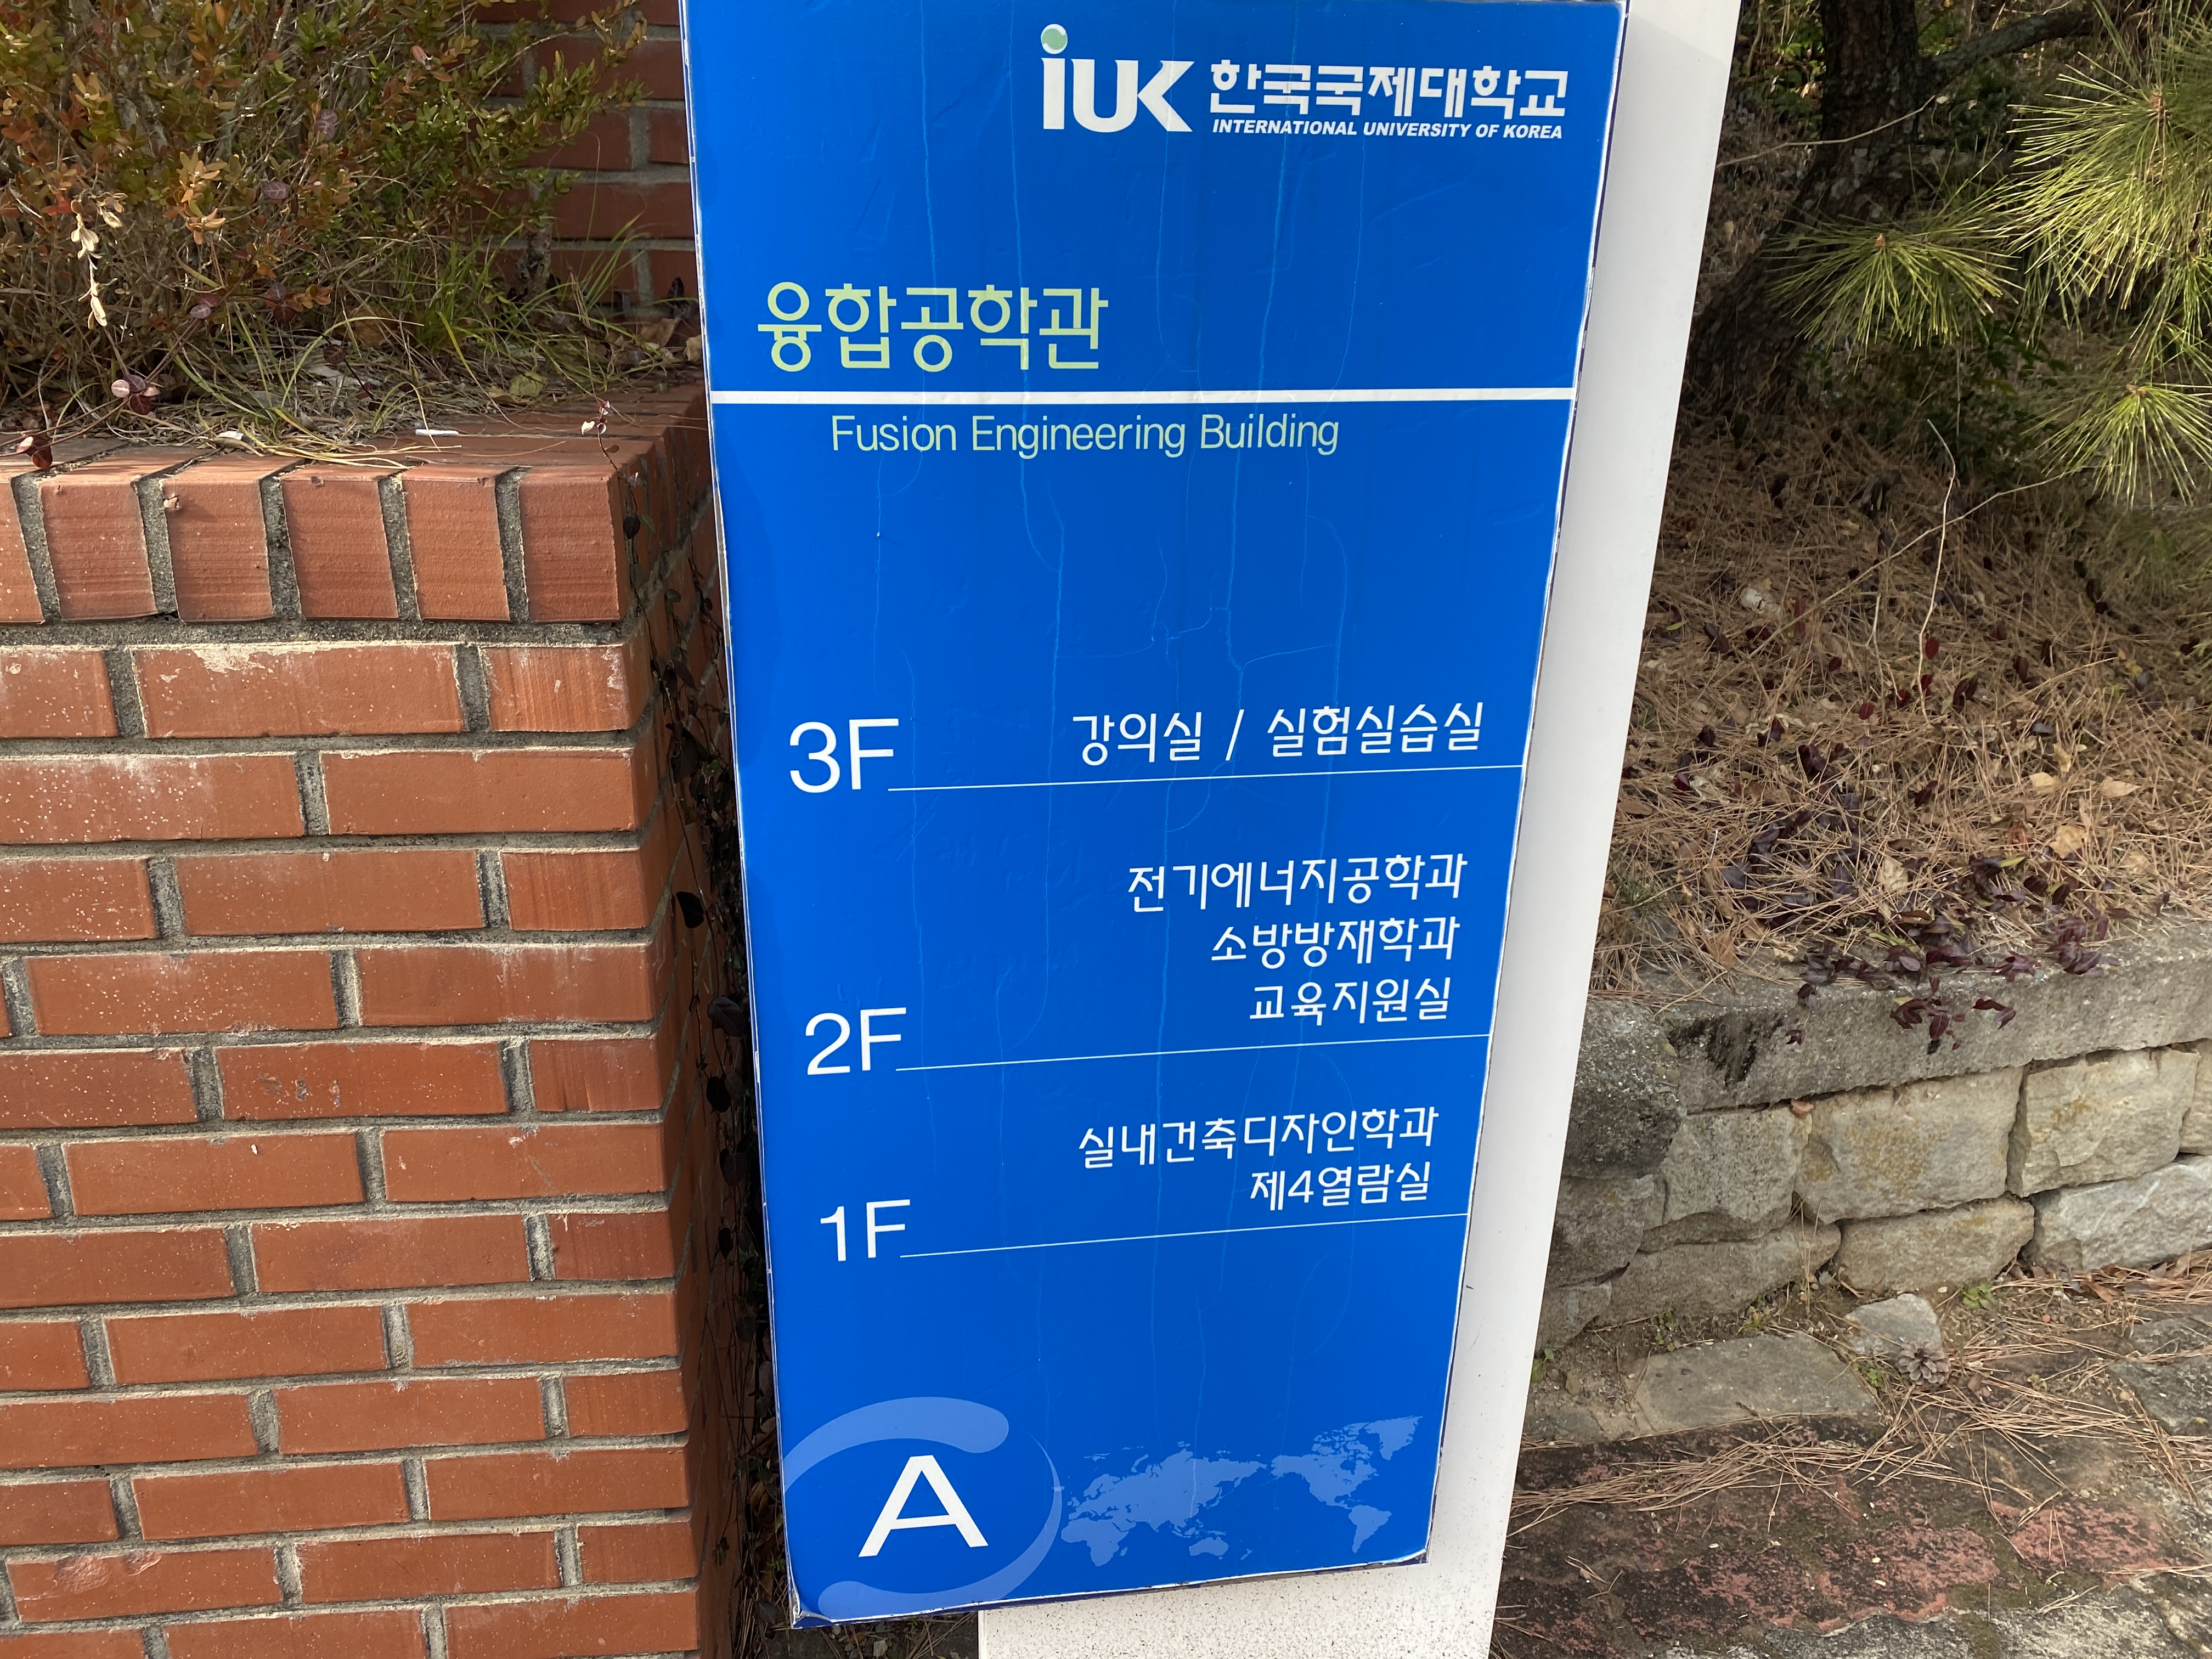 iUK 한국국제대학교
INTERNATIONAL UNIVERSITY OF KOREA
융합공학관
Fusion Engineering Building
3F 강의실 / 실험실습실
전기에너지공학과
소방방재학과
2F 교육지원실
실내건축디자인학과
1F 제4열람실
A